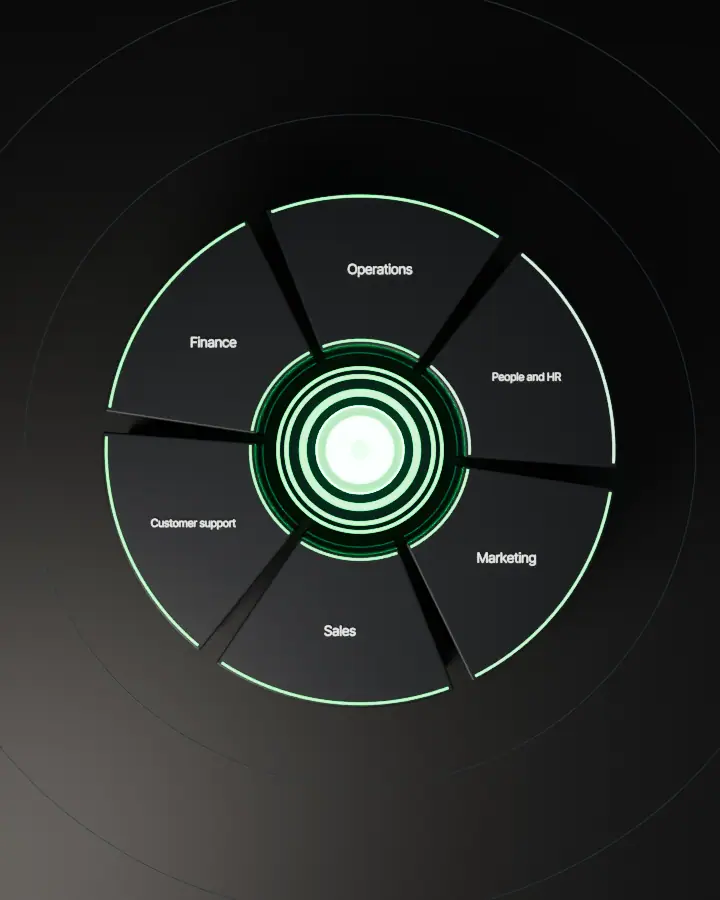 Operations
Finance
People and HR
Customer support
Marketing
Sales